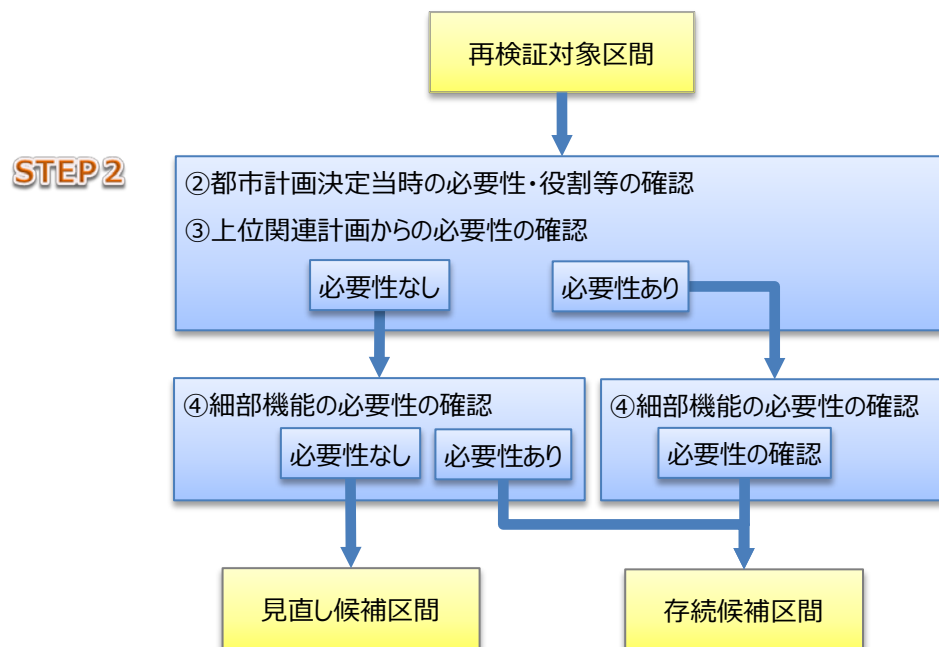 再検証対象区間
STEP 2
②都市計画決定当時の必要性・役割等の確認
③上位関連計画からの必要性の確認
必要性なし
必要性あり
④細部機能の必要性の確認
必要性なし
必要性あり
④細部機能の必要性の確認
必要性の確認
見直し候補区間
存続候補区間